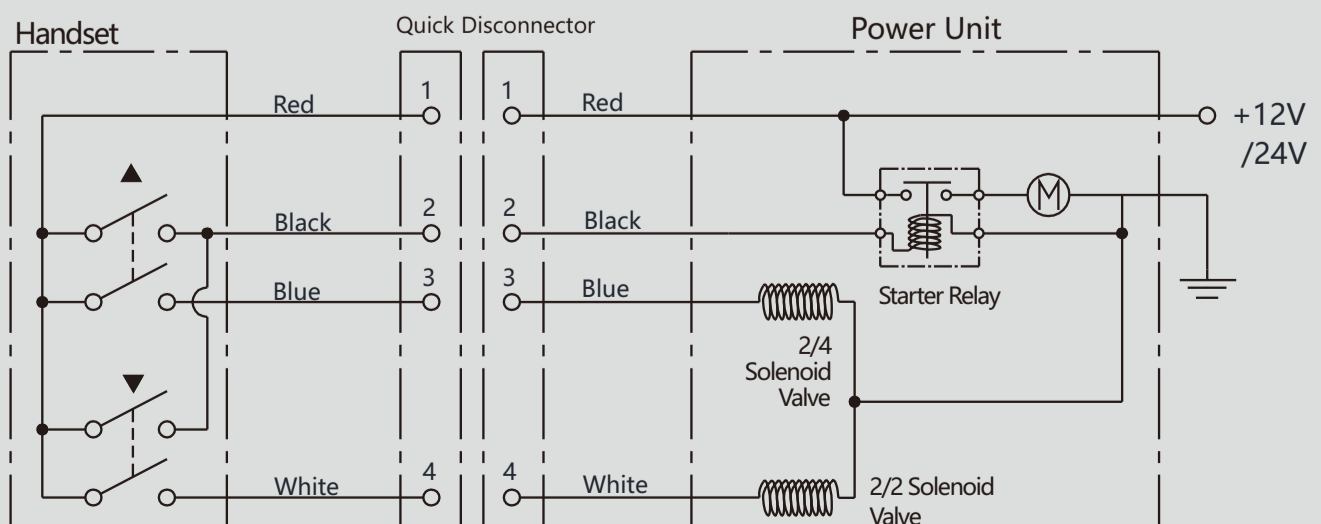 Handset
Quick Disconnector
Power Unit
1
1
Red
Red
+12V
/24V
▲
2
2
Black
Black
M
3
3
Blue
Blue
Starter Relay
2/4
Solenoid
Valve
▼
4
4
White
White
2/2 Solenoid
Valve